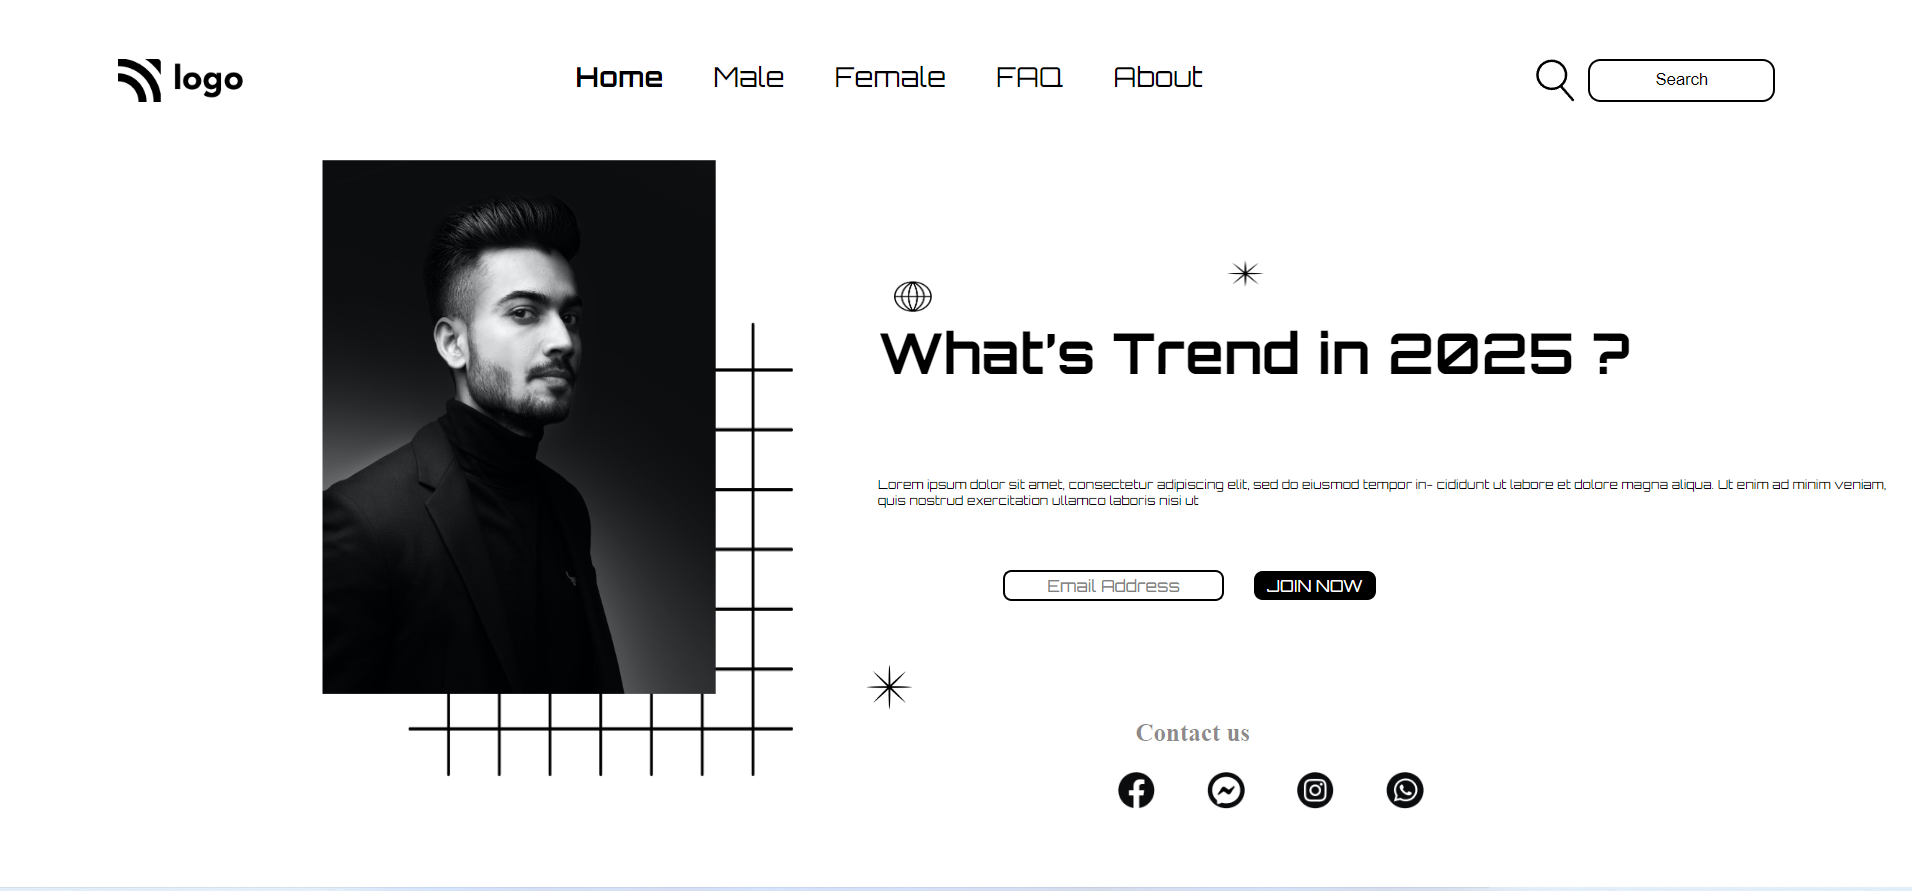 logo
Home Male Female FAQ About
Search
What's Trend in 2025 ?
Lorem ipsum dolor sit amet, consectetur adipiscing elit, sed do eiusmod tempor in- cididunt ut labore et dolore magna aliqua. Ut enim ad minim veniam,
quis nostrud exercitation ullamco laboris nisi ut
Email Address JOIN NOW
Contact us